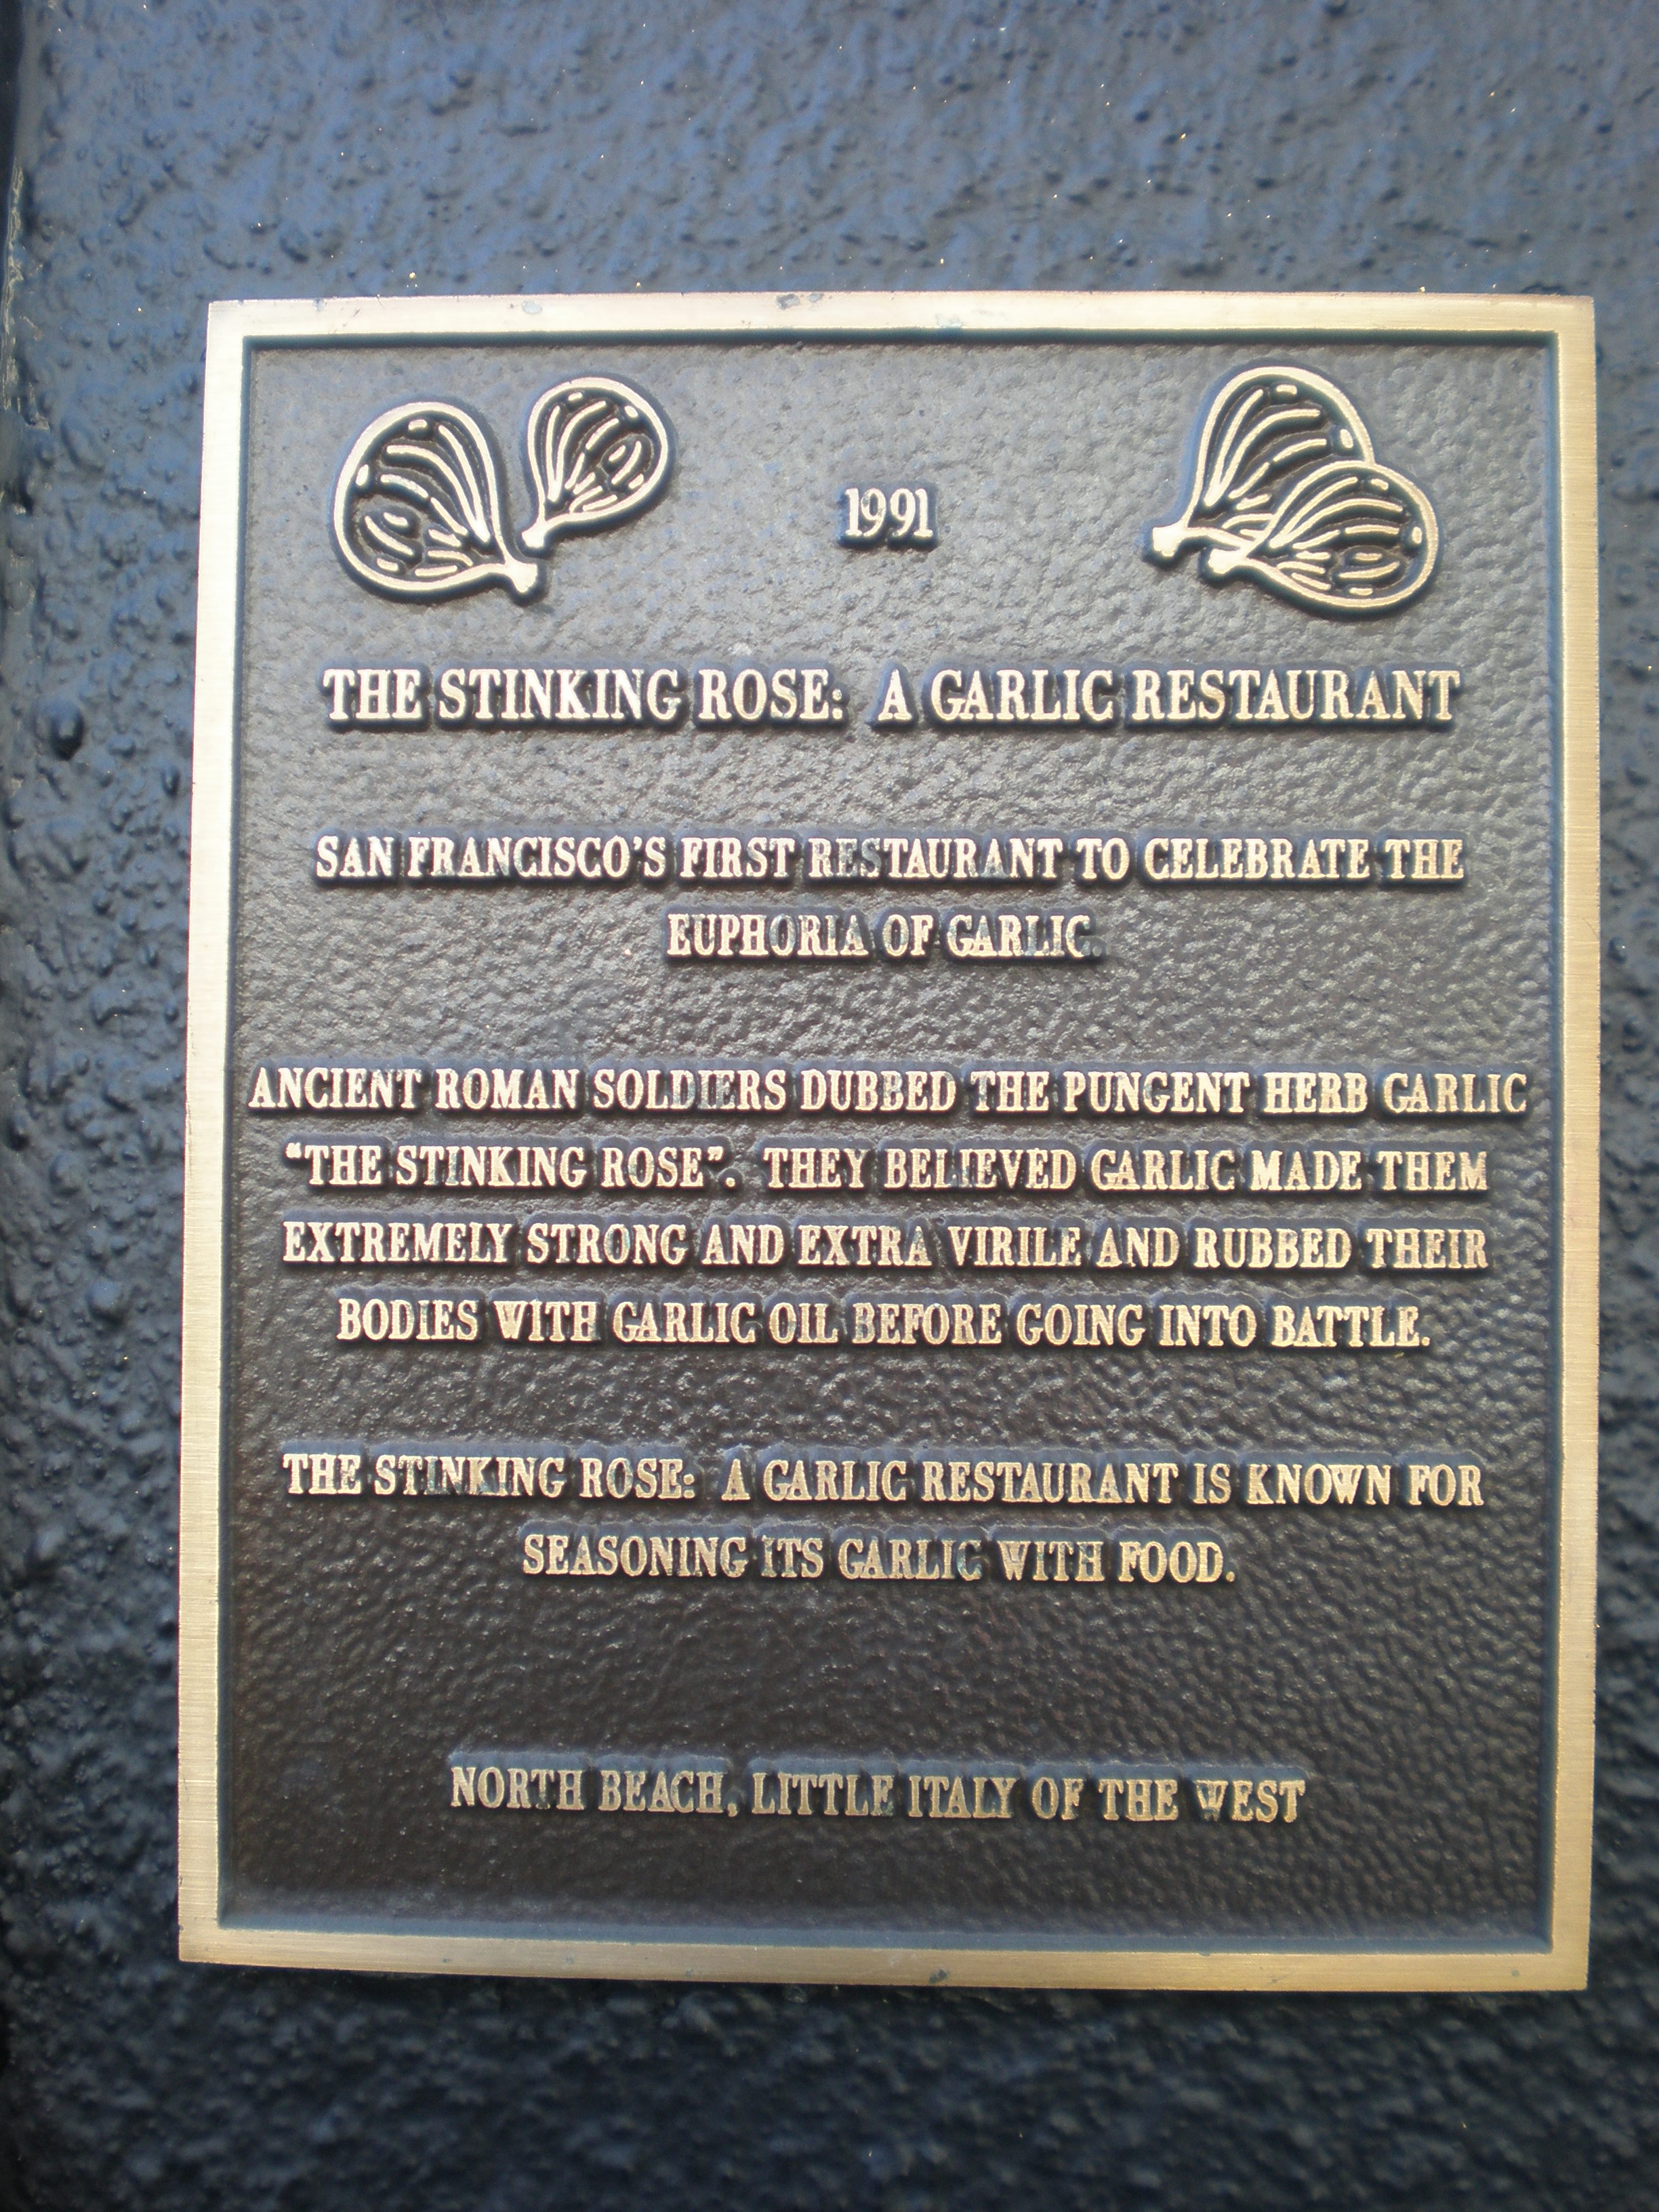 1991
THE STINKING ROSE: A GARLIC RESTAURANT
SAN FRANCISCO'S FIRST RESTAURANT TO CELEBRATE THE
EUPHORIA OF GARLIC.
ANCIENT ROMAN SOLDIERS DUBBED THE PUNGENT HERB GARLIC
"THE STINKING ROSE". THEY BELIEVED GARLIC MADE THEM
EXTREMELY STRONG AND EXTRA VIRILE AND RUBBED THEIR
BODIES WITH GARLIC OIL BEFORE GOING INTO BATTLE.
THE STINKING ROSE: A GARLIC RESTAURANT IS KNOWN FOR
SEASONING ITS GARLIC WITH FOOD.
NORTH BEACH, LITTLE ITALY OF THE WEST